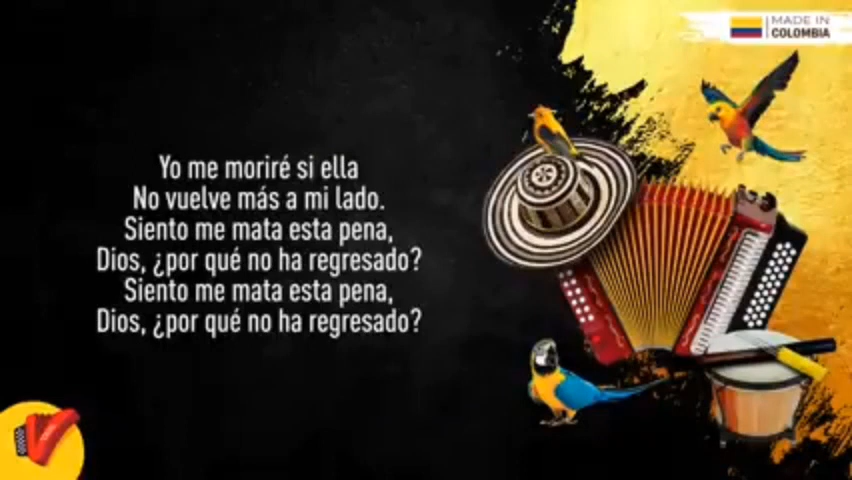 MADE IN
COLOMBIA
Yo me moriré si ella
No vuelve más a mi lado.
Siento me mata esta pena,
Dios, ¿por qué no ha regresado?
Siento me mata esta pena,
Dios, ¿por qué no ha regresado?